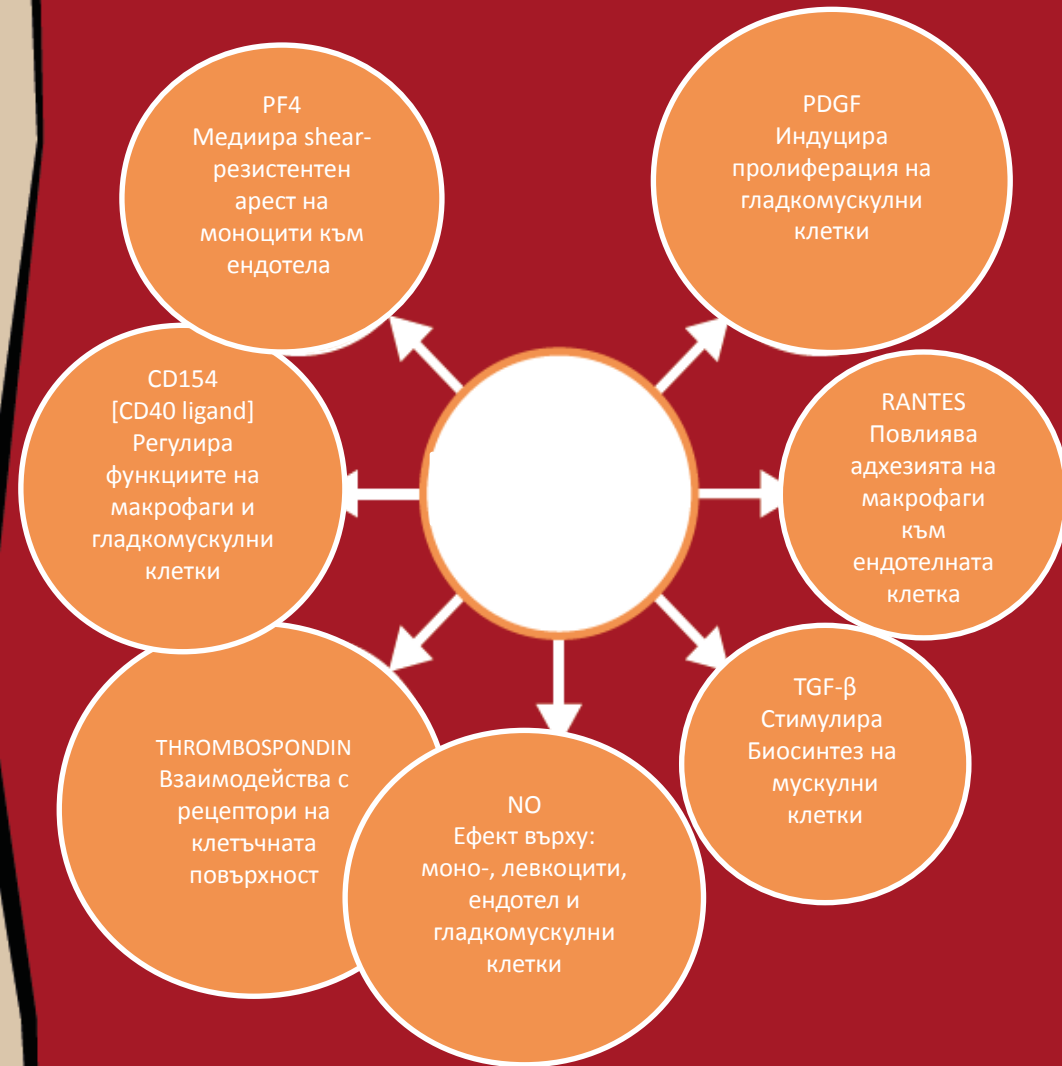 PF4
Медиира shear-
резистентен
арест на
моноцити към
ендотела
PDGF
Индуцира
пролиферация на
гладкомускулни
клетки
CD154
[CD40 ligand]
Регулира
функциите на
макрофаги и
гладкомускулни
клетки
RANTES
Повлиява
адхезията на
макрофаги
към
ендотелната
клетка
THROMBOSPONDIN
Взаимодейства с
рецептори на
клетъчната
повърхност
NO
Ефект върху:
моно-, левкоцити,
ендотел и
гладкомускулни
клетки
TGF-β
Стимулира
Биосинтез на
мускулни
клетки